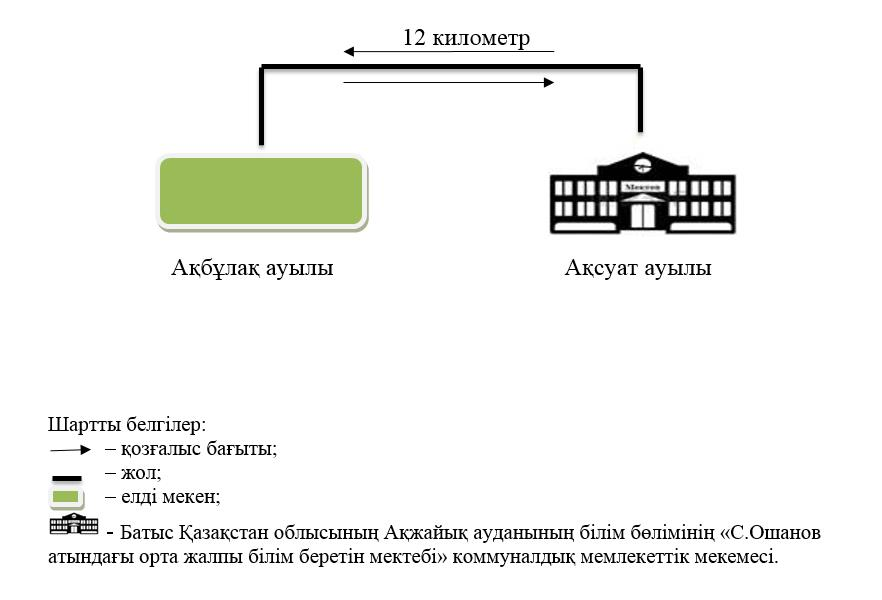 12 километр
Мектеп
Ақбұлақ ауылы
Ақсуат ауылы
Шартты белгілер:
– қозғалыс бағыты;
– жол;
– елді мекен;
- Батыс Қазақстан облысының Ақжайық ауданының білім бөлімінің «С.Ошанов
атындағы орта жалпы білім беретін мектебі» коммуналдық мемлекеттік мекемесі.